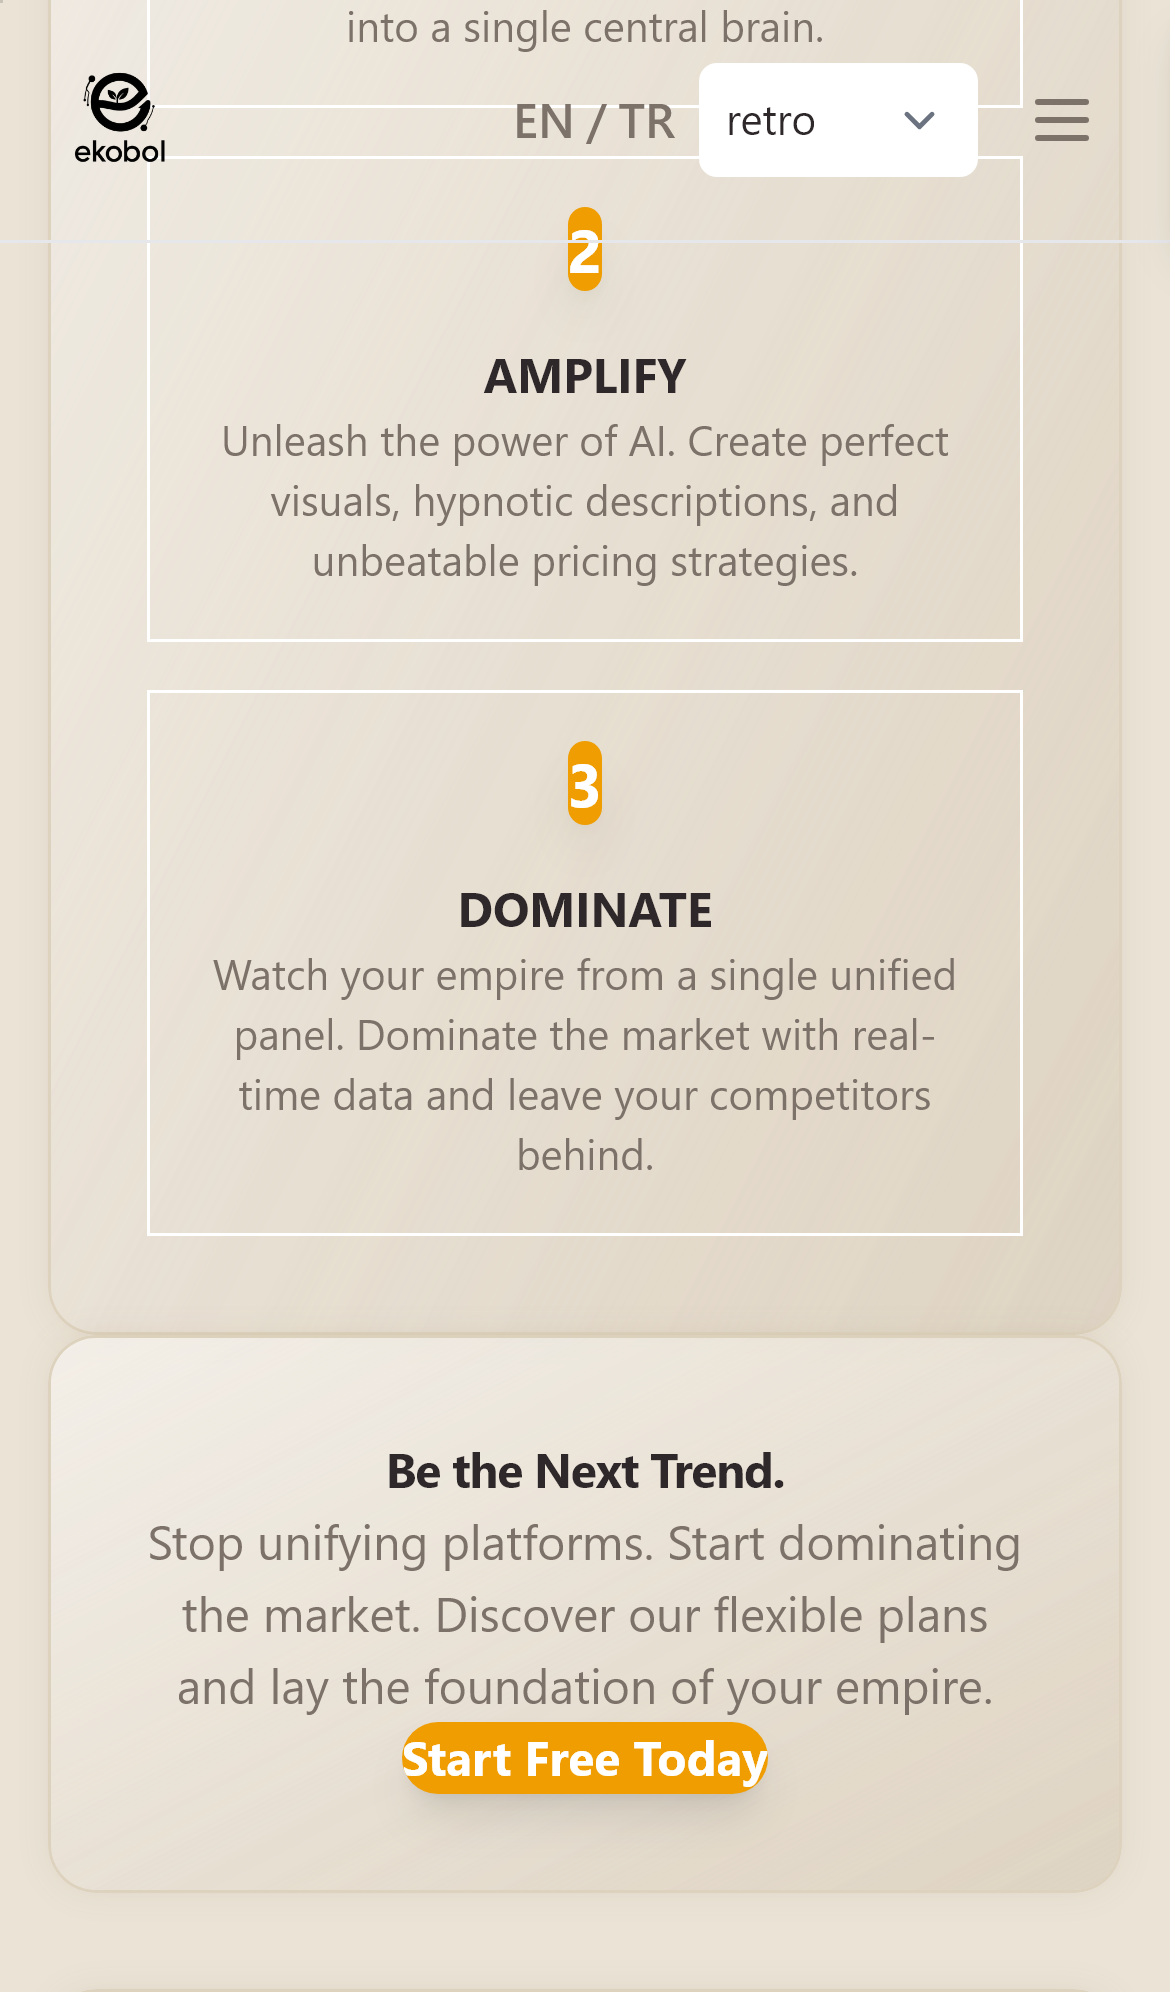 into a single central brain.
ekobol
EN / TR
retro
2
AMPLIFY
Unleash the power of AI. Create perfect
visuals, hypnotic descriptions, and
unbeatable pricing strategies.
3
DOMINATE
Watch your empire from a single unified
panel. Dominate the market with real-
time data and leave your competitors
behind.
Be the Next Trend.
Stop unifying platforms. Start dominating
the market. Discover our flexible plans
and lay the foundation of your empire.
Start Free Today